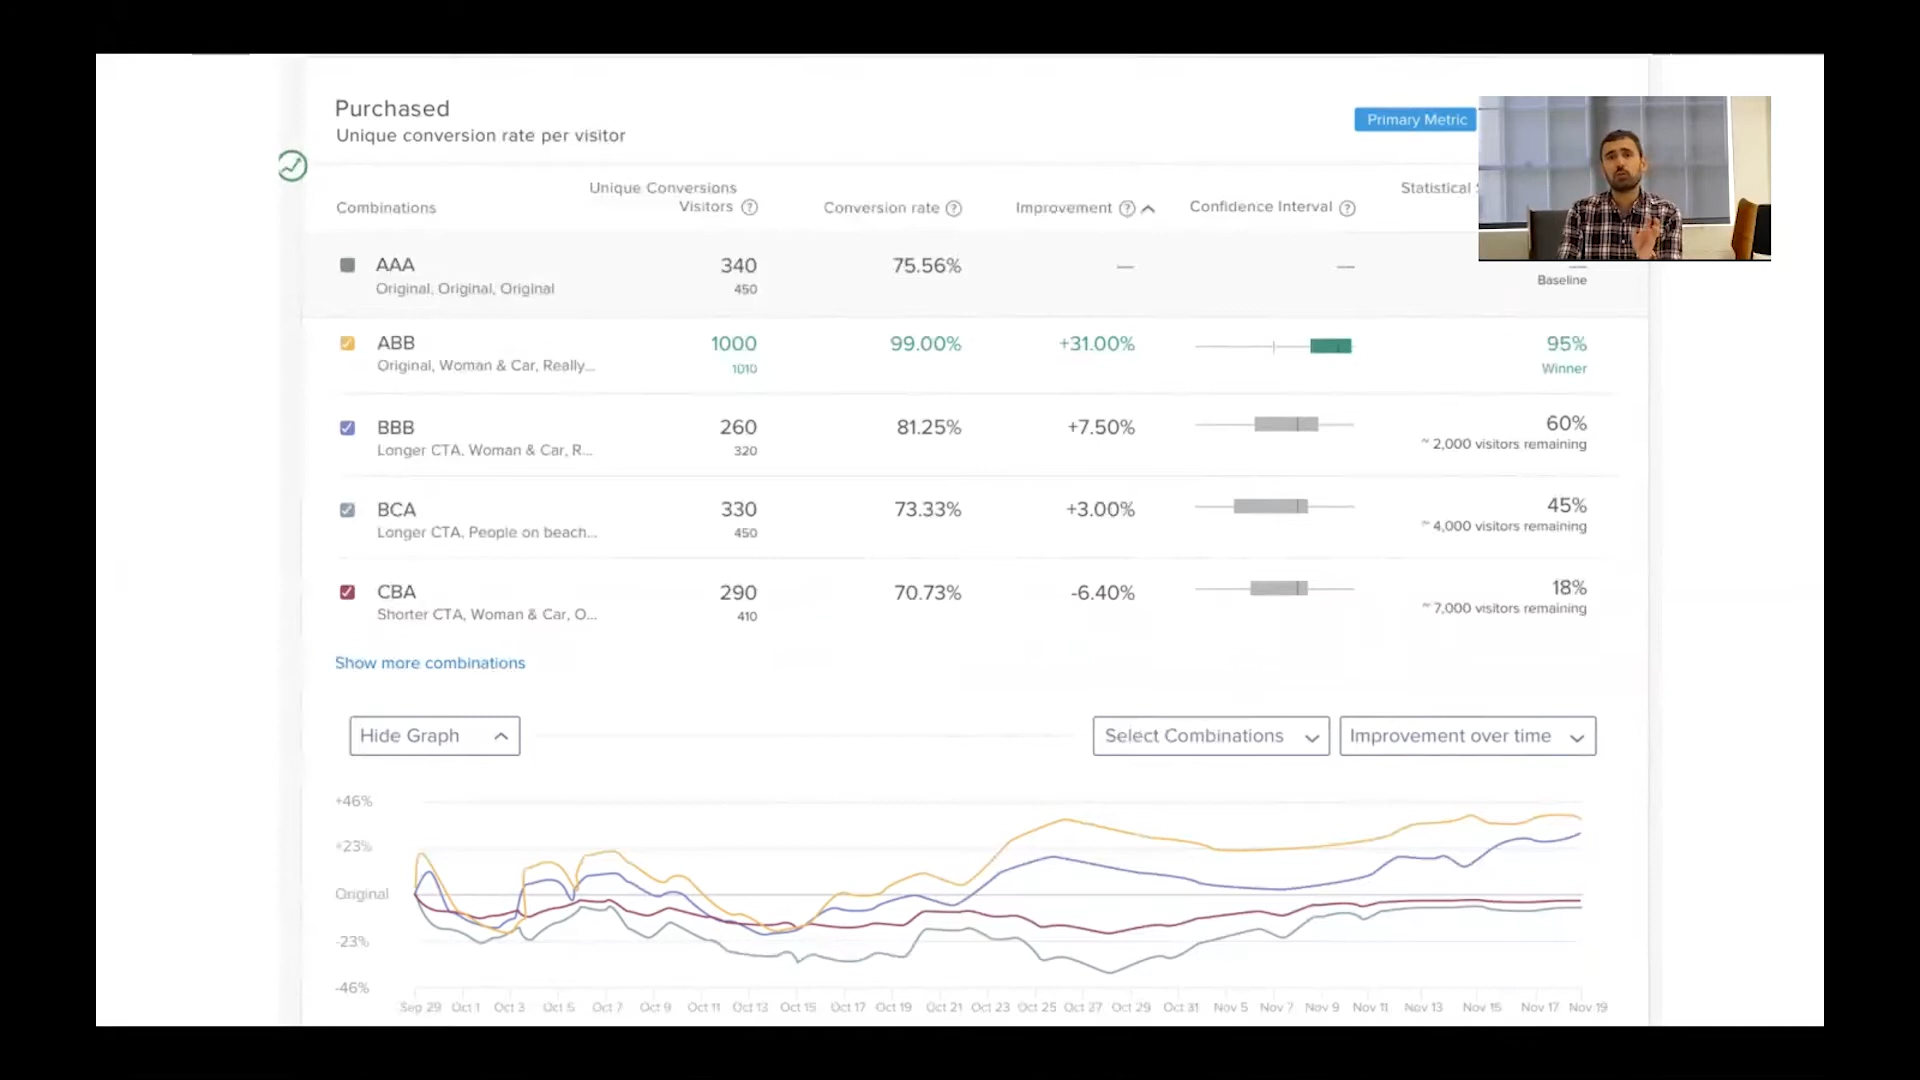 Purchased
Unique conversion rate per visitor
Primary Metric
Combinations
Unique Conversions
Visitors
Conversion rate
Improvement
Confidence Interval
Statistical
AAA
Original, Original, Original
340
450
75.56%
—
—
—
Baseline
ABB
Original, Woman & Car, Really...
1000
1010
99.00%
+31.00%
95%
Winner
BBB
Longer CTA, Woman & Car, R...
260
320
81.25%
+7.50%
60%
~ 2,000 visitors remaining
BCA
Longer CTA, People on beach...
330
450
73.33%
+3.00%
45%
~ 4,000 visitors remaining
CBA
Shorter CTA, Woman & Car, O...
290
410
70.73%
-6.40%
18%
~ 7,000 visitors remaining
Show more combinations
Hide Graph
Select Combinations
Improvement over time
+46%
+23%
Original
-23%
-46%
Sep 29 Oct 1 Oct 3 Oct 5 Oct 7 Oct 9 Oct 11 Oct 13 Oct 15 Oct 17 Oct 19 Oct 21 Oct 23 Oct 25 Oct 27 Oct 29 Oct 31 Nov 5 Nov 7 Nov 9 Nov 11 Nov 13 Nov 15 Nov 17 Nov 19